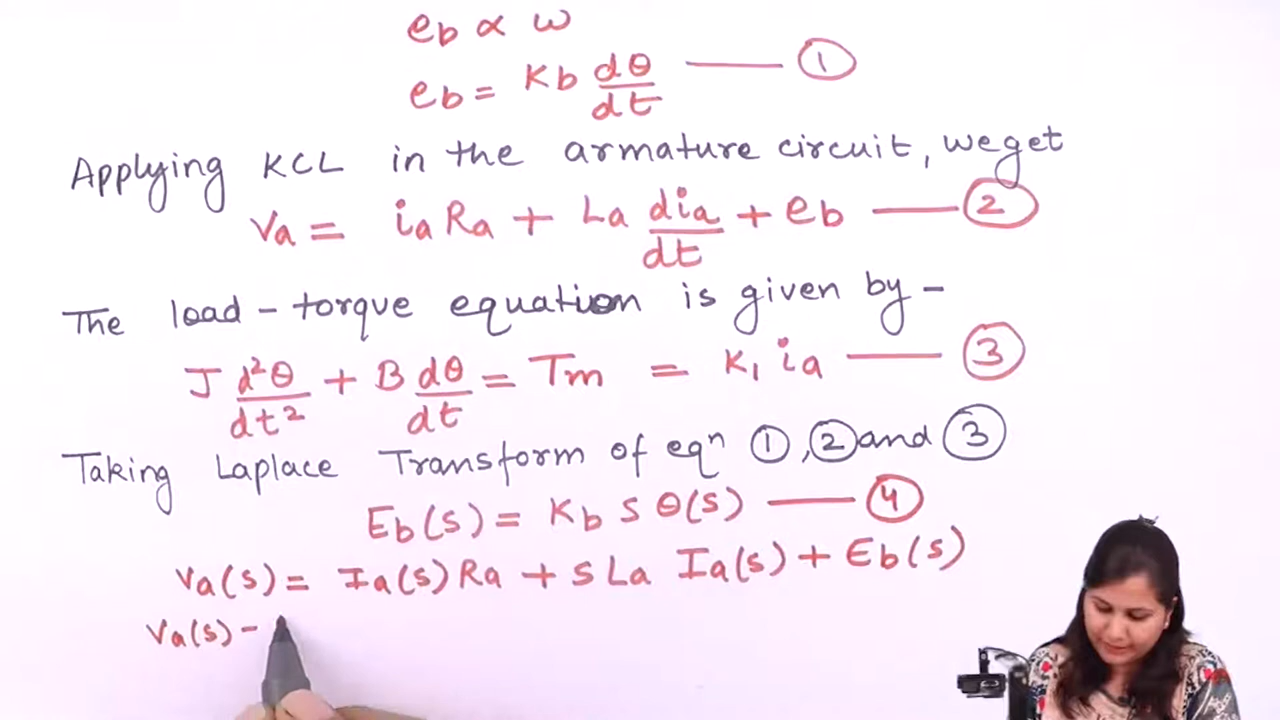 eb ∝ ω
eb = Kb dθ/dt —— ①
Applying KCL in the armature circuit, we get
Va = ia Ra + La dia/dt + eb —— ②
The load-torque equation is given by -
J d²θ/dt² + B dθ/dt = Tm = K₁ ia —— ③
Taking Laplace Transform of eqⁿ ①, ② and ③
Eb(s) = Kb s θ(s) —— ④
Va(s) = Ia(s) Ra + s La Ia(s) + Eb(s)
Va(s) -